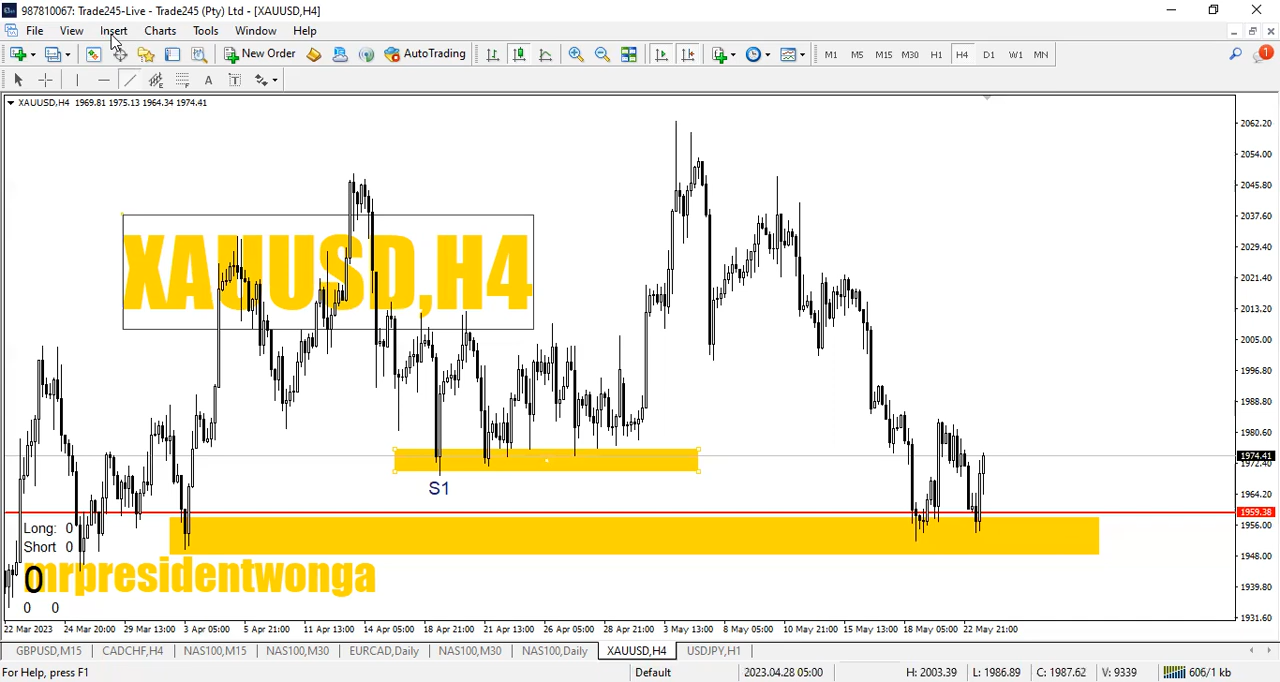 987810067: Trade245-Live - Trade245 (Pty) Ltd - [XAUUSD,H4]
File View Insert Charts Tools Window Help
New Order AutoTrading M1 M5 M15 M30 H1 H4 D1 W1 MN 1
A T
XAUUSD,H4 1969.81 1975.13 1964.34 1974.41
2062.20
2054.00
2045.80
2037.60
2029.40
2021.40
2013.20
2005.00
1996.80
1988.80
1980.60
1974.41
1972.40
1964.20
1959.38
1956.00
1948.00
1939.80
1931.60
XAUUSD,H4
S1
Long: 0
Short 0
0
mrpresidentwonga
0 0
22 Mar 2023 24 Mar 20:00 29 Mar 13:00 3 Apr 05:00 5 Apr 21:00 11 Apr 13:00 14 Apr 05:00 18 Apr 21:00 21 Apr 13:00 26 Apr 05:00 28 Apr 21:00 3 May 13:00 8 May 05:00 10 May 21:00 15 May 13:00 18 May 05:00 22 May 21:00
GBPUSD,M15 CADCHF,H4 NAS100,M15 NAS100,M30 EURCAD,Daily NAS100,M30 NAS100,Daily XAUUSD,H4 USDJPY,H1
For Help, press F1 Default 2023.04.28 05:00 H: 2003.39 L: 1986.89 C: 1987.62 V: 9339 606/1 kb